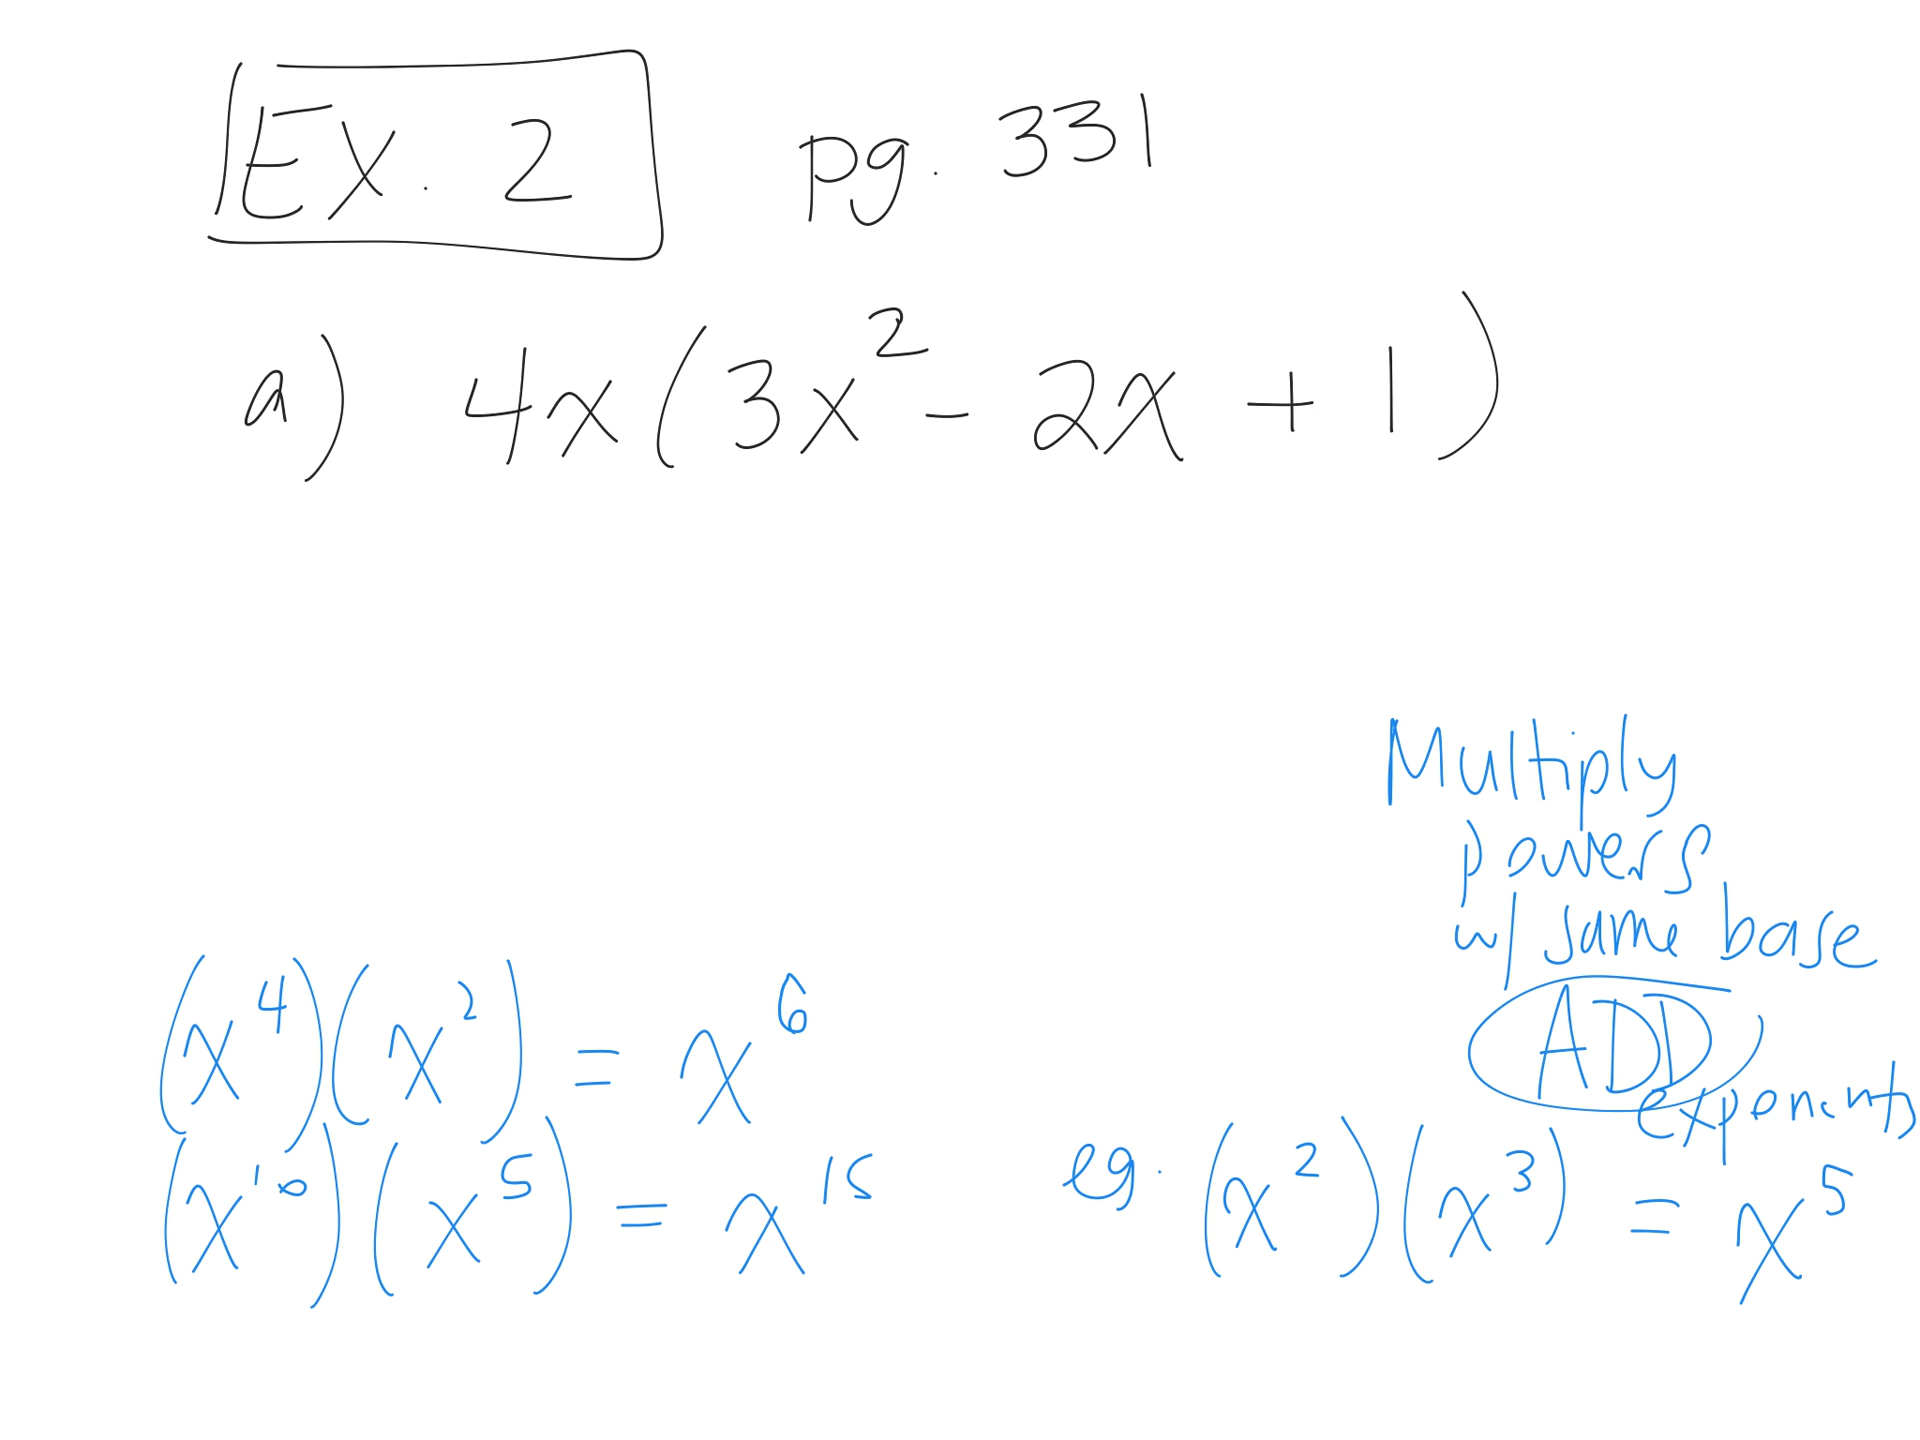 Ex. 2 pg. 331
a) 4x(3x² - 2x + 1)
Multiply
powers
w/ same base
ADD
exponents
(x⁴)(x²) = x⁶
(x¹⁰)(x⁵) = x¹⁵
eg. (x²)(x³) = x⁵